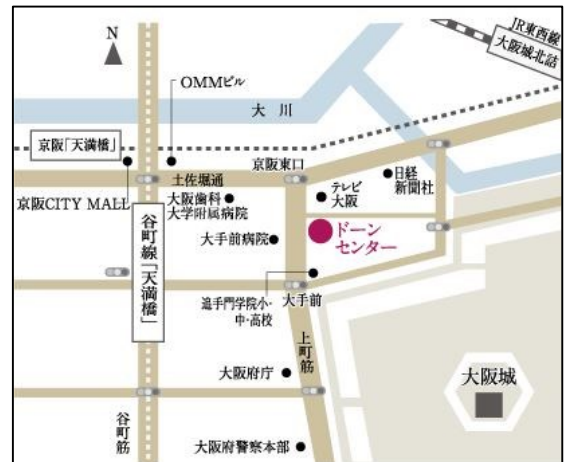 N
JR東西線
大阪城北詰
OMMビル
大川
京阪「天満橋」
京阪東口
日経
新聞社
土佐堀通
テレビ
大阪
京阪CITY MALL
大阪歯科
大学附属病院
谷町線「天満橋」
大手前病院
ドーン
センター
追手門学院小・
中・高校
大手前
上町筋
大阪府庁
大阪城
谷町筋
大阪府警察本部